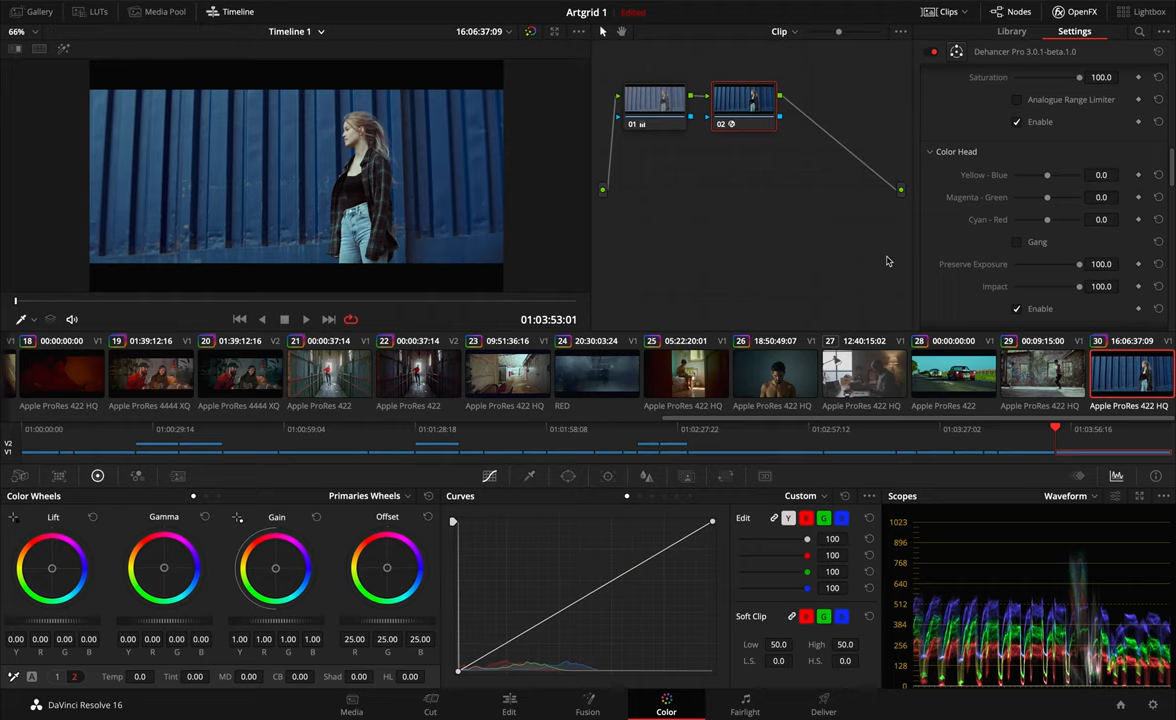 Gallery LUTs Media Pool Timeline Artgrid 1 Edited Clips Nodes OpenFX Lightbox
66% Timeline 1 16:06:37:09 Clip Library Settings
Dehancer Pro 3.0.1-beta.1.0
Saturation 100.0
Analogue Range Limiter
Enable
01 02
Color Head
Yellow - Blue 0.0
Magenta - Green 0.0
Cyan - Red 0.0
Gang
Preserve Exposure 100.0
Impact 100.0
Enable
01:03:53:01
V1 18 00:00:00:00 V1 19 01:39:12:16 V1 20 01:39:12:16 V1 21 00:00:37:14 V1 22 00:00:37:14 V1 23 09:51:36:16 V1 24 20:30:03:24 V1 25 05:22:20:01 V1 26 18:50:49:07 V1 27 12:40:15:02 V1 28 00:00:00:00 V1 29 00:09:15:00 V1 30 16:06:37:09 V1
Apple ProRes 422 HQ Apple ProRes 4444 XQ Apple ProRes 4444 XQ Apple ProRes 422 Apple ProRes 422 Apple ProRes 422 HQ RED Apple ProRes 422 HQ Apple ProRes 422 HQ Apple ProRes 422 HQ Apple ProRes 422 Apple ProRes 422 HQ Apple ProRes 422 HQ
01:00:00:00 01:00:29:14 01:00:59:04 01:01:28:18 01:01:58:08 01:02:27:22 01:02:57:12 01:03:27:02 01:03:56:16
V2
V1
Color Wheels Primaries Wheels Curves Custom Scopes Waveform
Lift Gamma Gain Offset
Edit Y R G B
100
100
100
100
Soft Clip R G B
Low 50.0 High 50.0
L.S. 0.0 H.S. 0.0
1023
896
768
640
512
384
256
128
0
0.00 0.00 0.00 0.00 0.00 0.00 0.00 0.00 1.00 1.00 1.00 1.00 25.00 25.00 25.00
Y R G B Y R G B Y R G B R G B
A 1 2 Temp 0.0 Tint 0.00 MD 0.00 CB 0.00 Shad 0.00 HL 0.00
DaVinci Resolve 16 Media Cut Edit Fusion Color Fairlight Deliver